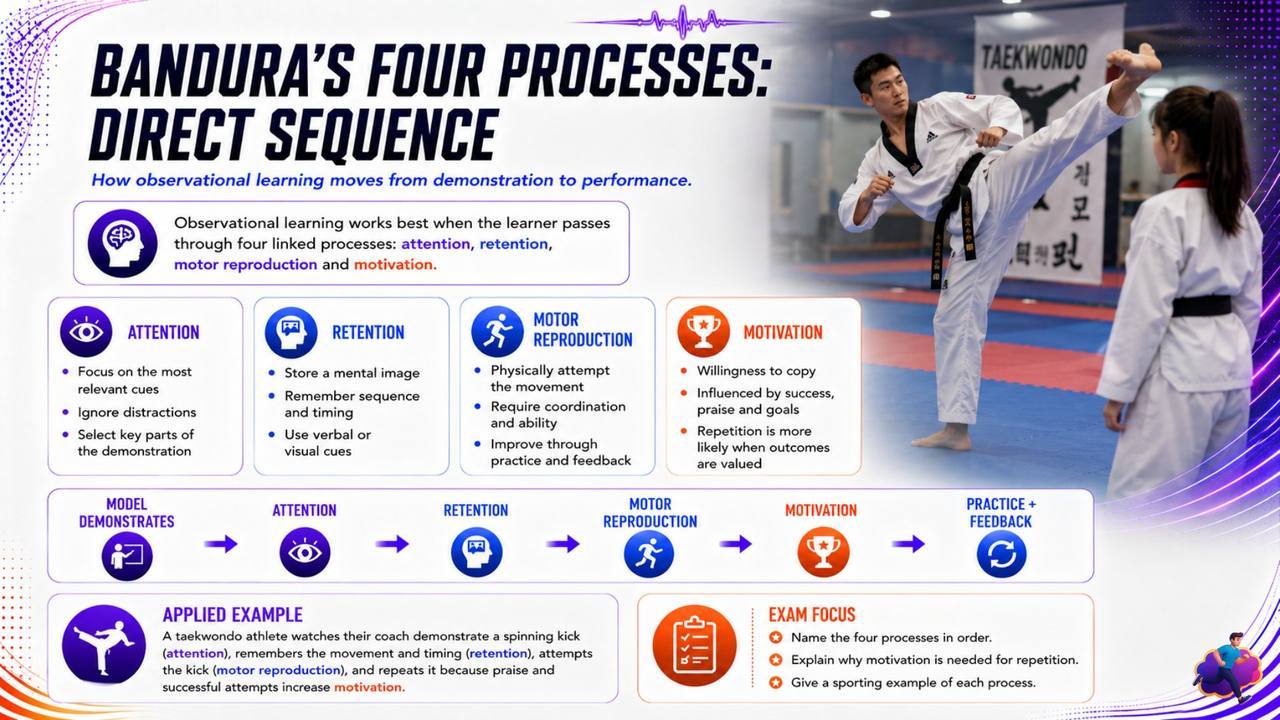 BANDURA'S FOUR PROCESSES:
DIRECT SEQUENCE
How observational learning moves from demonstration to performance.
Observational learning works best when the learner passes
through four linked processes: attention, retention,
motor reproduction and motivation.
ATTENTION
• Focus on the most
relevant cues
• Ignore distractions
• Select key parts of
the demonstration
RETENTION
• Store a mental image
• Remember sequence
and timing
• Use verbal or
visual cues
MOTOR
REPRODUCTION
• Physically attempt
the movement
• Require coordination
and ability
• Improve through
practice and feedback
MOTIVATION
• Willingness to copy
• Influenced by success,
praise and goals
• Repetition is more
likely when outcomes
are valued
TAEKWONDO
MODEL
DEMONSTRATES
ATTENTION
RETENTION
MOTOR
REPRODUCTION
MOTIVATION
PRACTICE +
FEEDBACK
APPLIED EXAMPLE
A taekwondo athlete watches their coach demonstrate a spinning kick
(attention), remembers the movement and timing (retention), attempts
the kick (motor reproduction), and repeats it because praise and
successful attempts increase motivation.
EXAM FOCUS
Name the four processes in order.
Explain why motivation is needed for repetition.
Give a sporting example of each process.